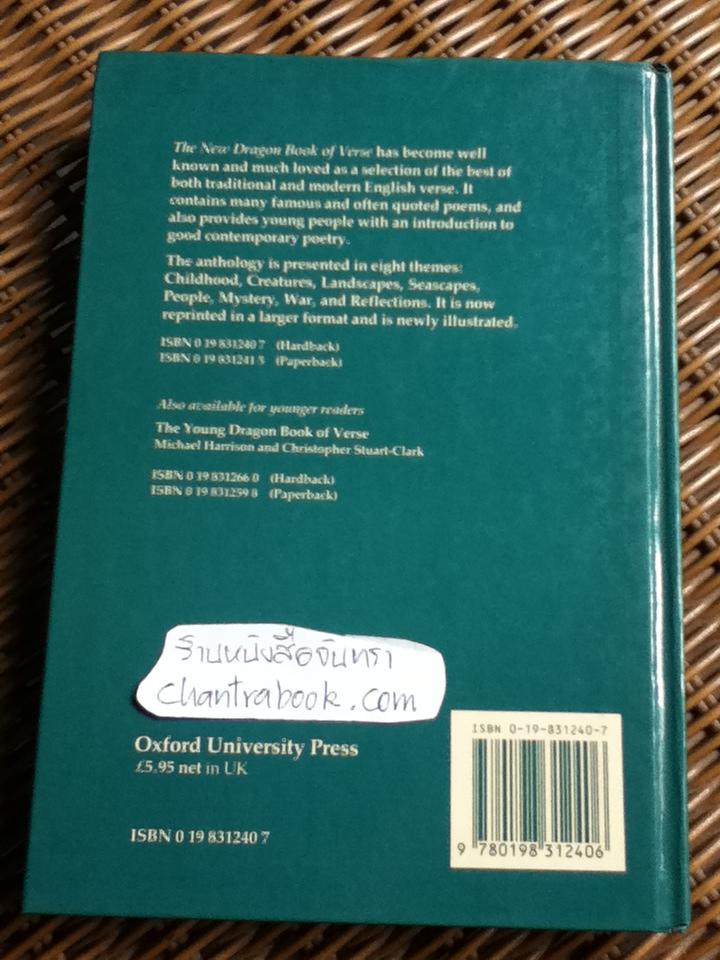 The New Dragon Book of Verse has become well
known and much loved as a selection of the best of
both traditional and modern English verse. It
contains many famous and often quoted poems, and
also provides young people with an introduction to
good contemporary poetry.
The anthology is presented in eight themes:
Childhood, Creatures, Landscapes, Seascapes,
People, Mystery, War, and Reflections. It is now
reprinted in a larger format and is newly illustrated.
ISBN 0 19 831240 7 (Hardback)
ISBN 0 19 831241 5 (Paperback)
Also available for younger readers
The Young Dragon Book of Verse
Michael Harrison and Christopher Stuart-Clark
ISBN 0 19 831266 0 (Hardback)
ISBN 0 19 831259 8 (Paperback)
ร้านหนังสือจันทรา
chantrabook.com
Oxford University Press
£5.95 net in UK
ISBN 0 19 831240 7
ISBN 0-19-831240-7
9 780198 312406